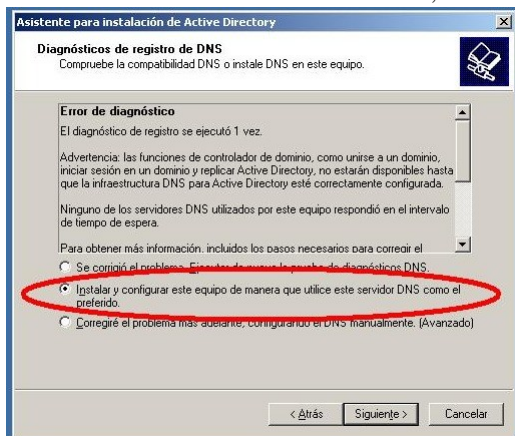 Asistente para instalación de Active Directory
Diagnósticos de registro de DNS
Compruebe la compatibilidad DNS o instale DNS en este equipo.
Error de diagnóstico
El diagnóstico de registro se ejecutó 1 vez.
Advertencia: las funciones de controlador de dominio, como unirse a un dominio,
iniciar sesión en un dominio y replicar Active Directory, no estarán disponibles hasta
que la infraestructura DNS para Active Directory esté correctamente configurada.
Ninguno de los servidores DNS utilizados por este equipo respondió en el intervalo
de tiempo de espera.
Para obtener más información, incluidos los pasos necesarios para corregir el
Se corrigió el problema. Ejecutar de nuevo la prueba de diagnósticos DNS.
Instalar y configurar este equipo de manera que utilice este servidor DNS como el
preferido.
Corregiré el problema más adelante, configurando el DNS manualmente. (Avanzado)
< Atrás
Siguiente >
Cancelar